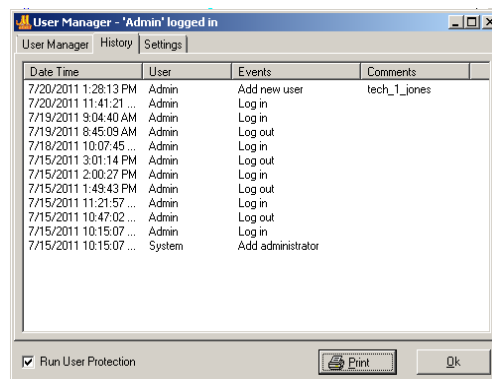 User Manager - 'Admin' logged in
User Manager History Settings
Date Time User Events Comments
7/20/2011 1:28:13 PM Admin Add new user tech_1_jones
7/20/2011 11:41:21 ... Admin Log in
7/19/2011 9:04:40 AM Admin Log in
7/19/2011 8:45:09 AM Admin Log out
7/18/2011 10:07:45 ... Admin Log in
7/15/2011 3:01:14 PM Admin Log out
7/15/2011 2:00:27 PM Admin Log in
7/15/2011 1:49:43 PM Admin Log out
7/15/2011 11:21:57 ... Admin Log in
7/15/2011 10:47:02 ... Admin Log out
7/15/2011 10:15:07 ... Admin Log in
7/15/2011 10:15:07 ... System Add administrator
Run User Protection Print Ok